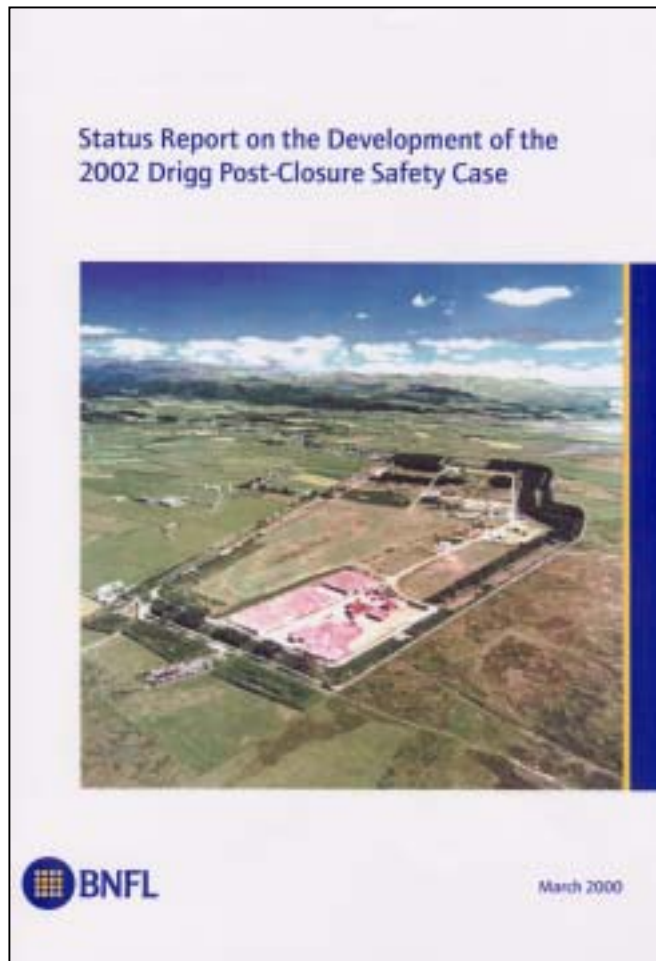 Status Report on the Development of the
2002 Drigg Post-Closure Safety Case
BNFL
March 2000